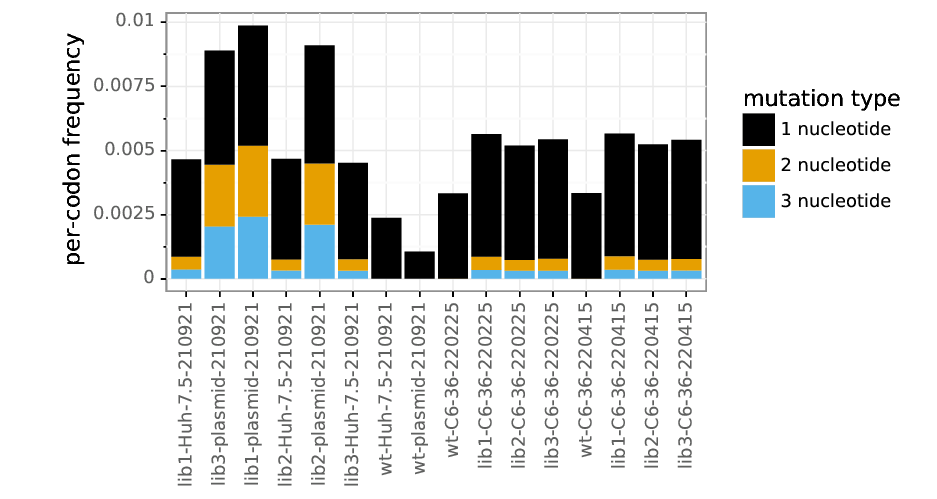 per-codon frequency
0.01
0.0075
0.005
0.0025
0
lib1-Huh-7.5-210921
lib3-plasmid-210921
lib1-plasmid-210921
lib2-Huh-7.5-210921
lib2-plasmid-210921
lib3-Huh-7.5-210921
wt-Huh-7.5-210921
wt-plasmid-210921
wt-C6-36-220225
lib1-C6-36-220225
lib2-C6-36-220225
lib3-C6-36-220225
wt-C6-36-220415
lib1-C6-36-220415
lib2-C6-36-220415
lib3-C6-36-220415
mutation type
1 nucleotide
2 nucleotide
3 nucleotide